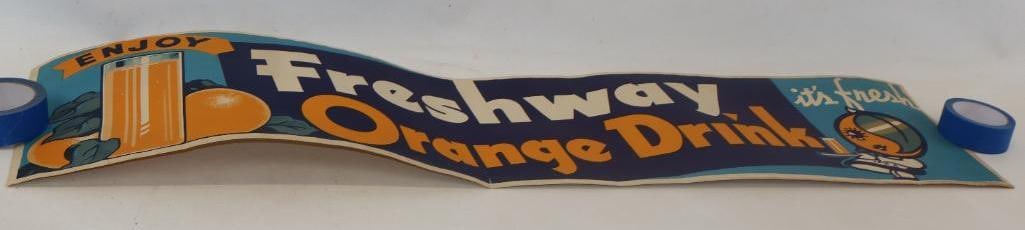 ENJOY
Freshway
Orange Drink
it's fresh!